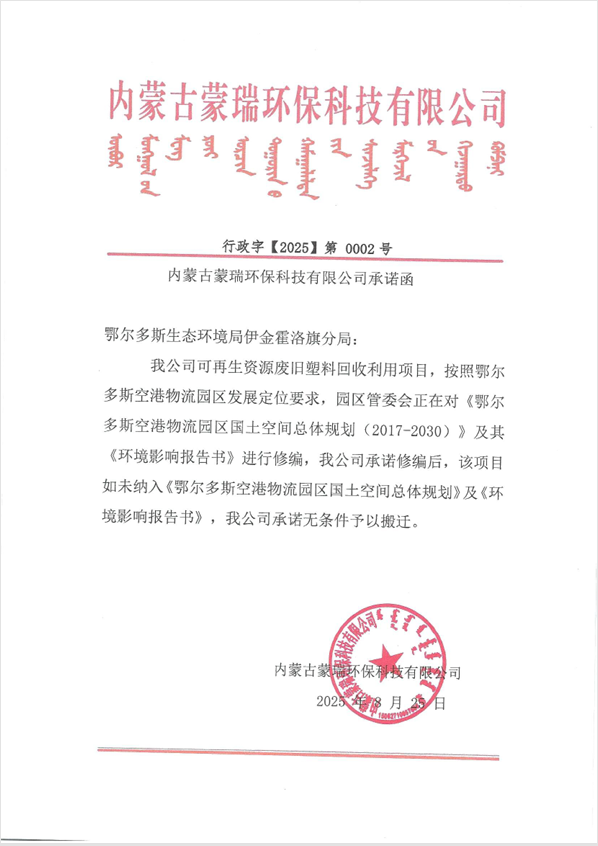 内蒙古蒙瑞环保科技有限公司
行政字【2025】第 0002 号
内蒙古蒙瑞环保科技有限公司承诺函
鄂尔多斯生态环境局伊金霍洛旗分局：
我公司可再生资源废旧塑料回收利用项目，按照鄂尔
多斯空港物流园区发展定位要求，园区管委会正在对《鄂尔
多斯空港物流园区国土空间总体规划（2017-2030）》及其
《环境影响报告书》进行修编，我公司承诺修编后，该项目
如未纳入《鄂尔多斯空港物流园区国土空间总体规划》及《环
境影响报告书》，我公司承诺无条件予以搬迁。
内蒙古蒙瑞环保科技有限公司
2025 年 8 月 25 日